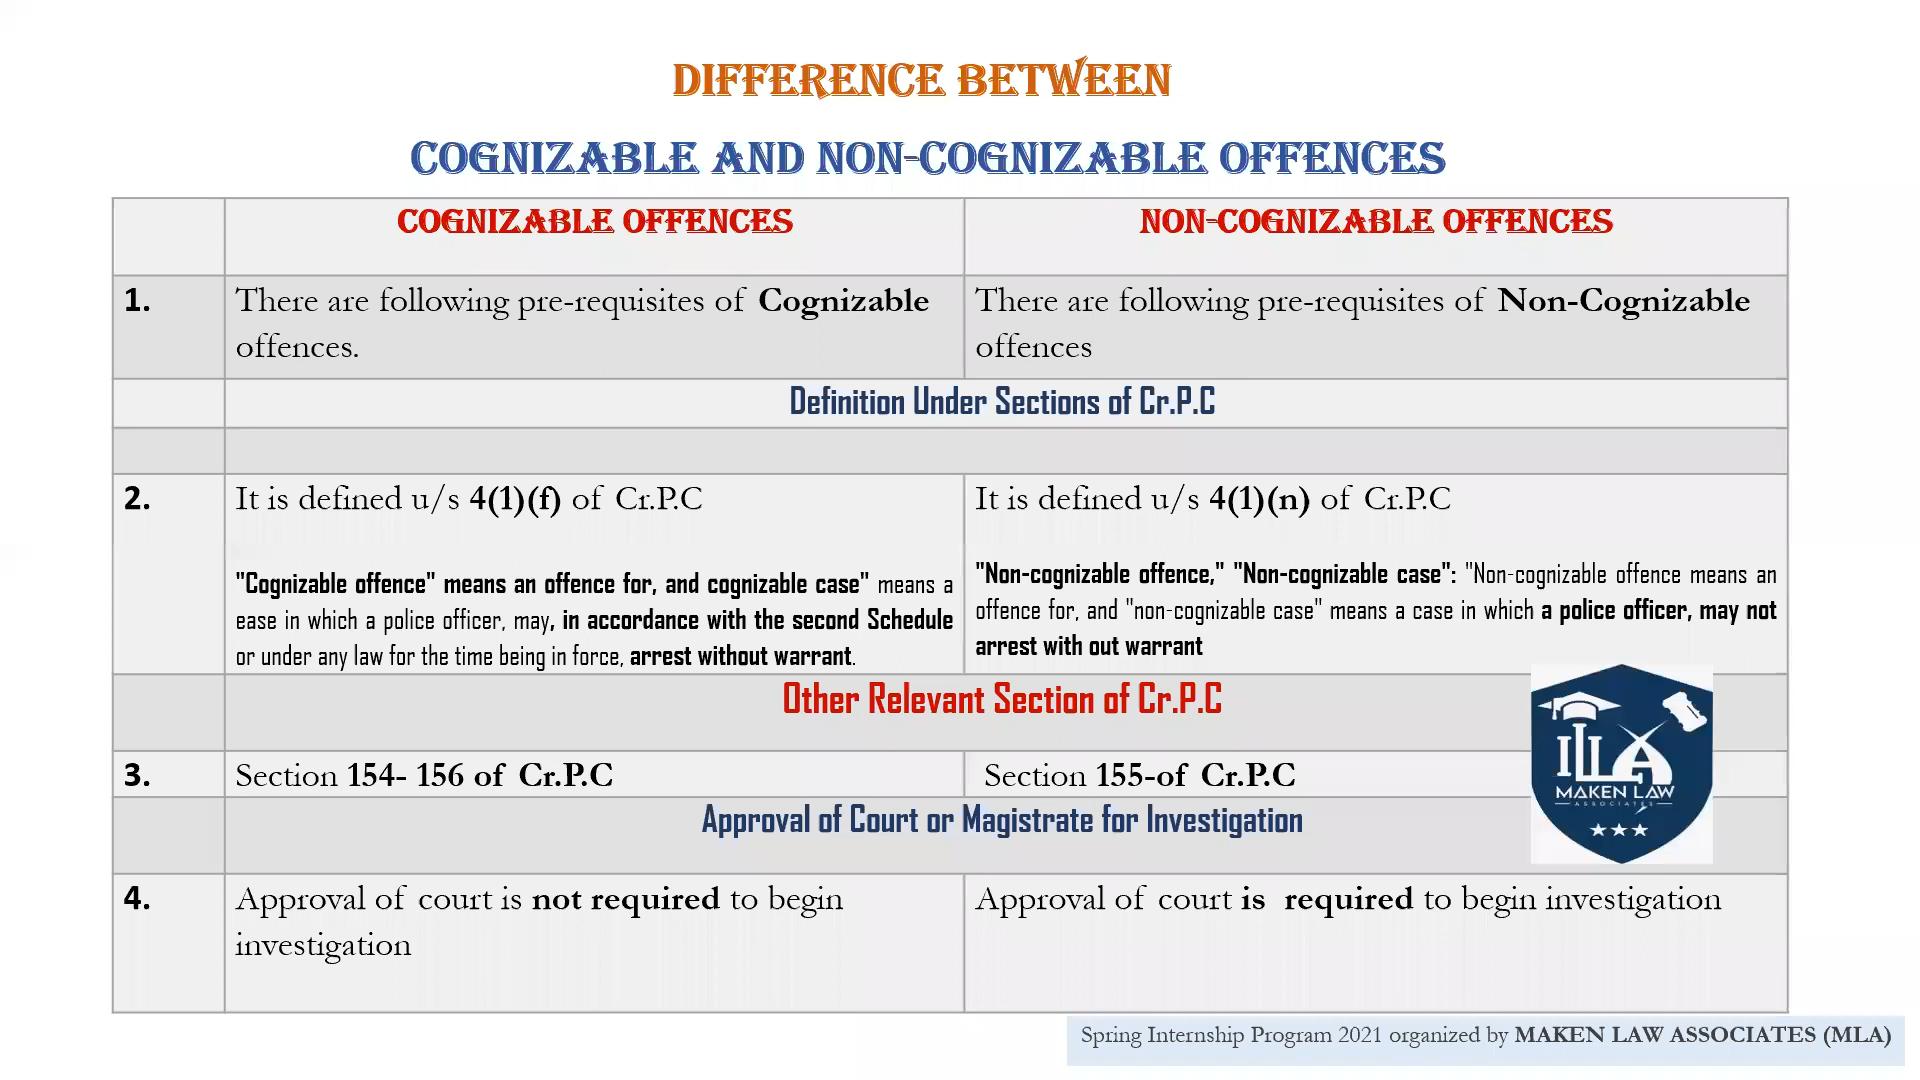 DIFFERENCE BETWEEN
COGNIZABLE AND NON-COGNIZABLE OFFENCES
COGNIZABLE OFFENCES
NON-COGNIZABLE OFFENCES
1.
There are following pre-requisites of Cognizable
offences.
There are following pre-requisites of Non-Cognizable
offences
Definition Under Sections of Cr.P.C
2.
It is defined u/s 4(1)(f) of Cr.P.C
"Cognizable offence" means an offence for, and cognizable case" means a
ease in which a police officer, may, in accordance with the second Schedule
or under any law for the time being in force, arrest without warrant.
It is defined u/s 4(1)(n) of Cr.P.C
"Non-cognizable offence," "Non-cognizable case": "Non-cognizable offence means an
offence for, and "non-cognizable case" means a case in which a police officer, may not
arrest with out warrant
Other Relevant Section of Cr.P.C
3.
Section 154- 156 of Cr.P.C
Section 155-of Cr.P.C
Approval of Court or Magistrate for Investigation
4.
Approval of court is not required to begin
investigation
Approval of court is required to begin investigation
MAKEN LAW
ASSOCIATES
Spring Internship Program 2021 organized by MAKEN LAW ASSOCIATES (MLA)